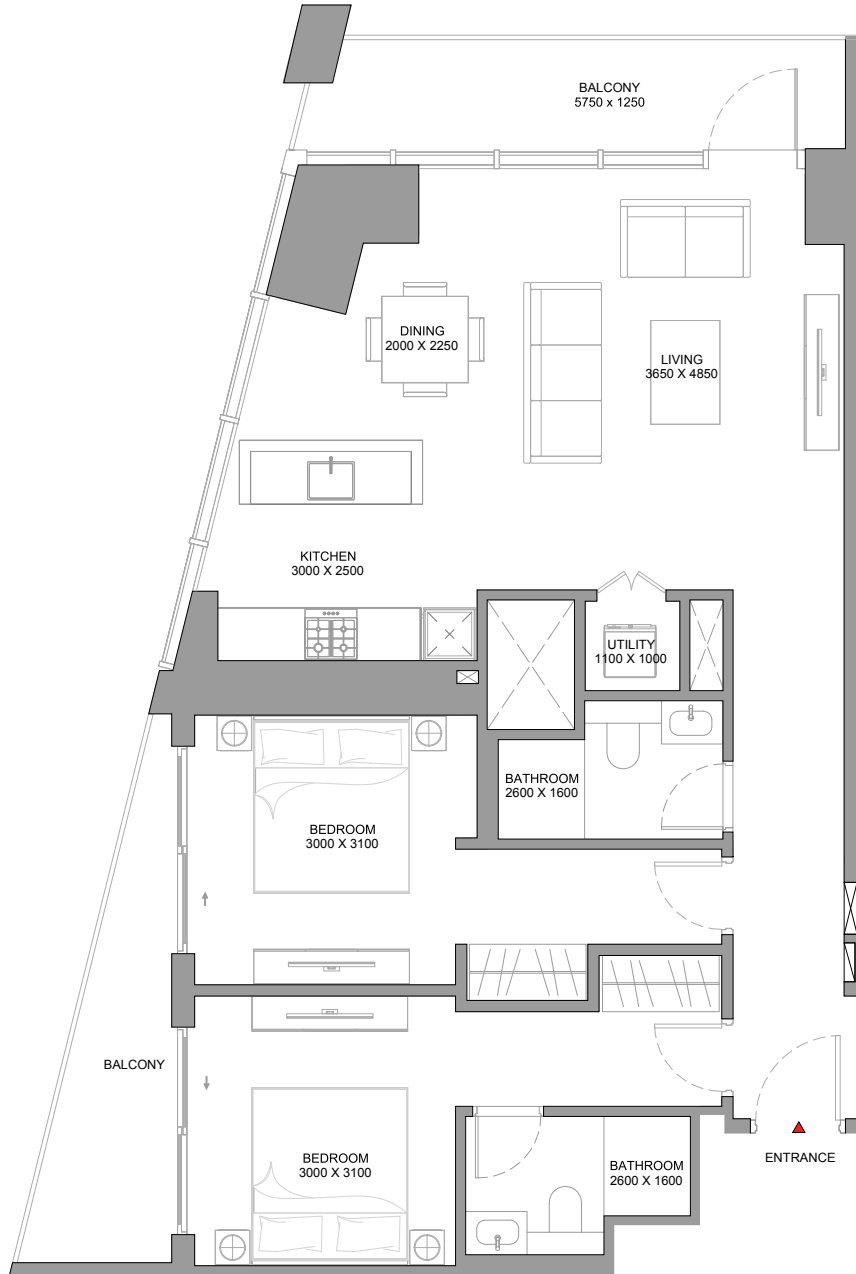 BALCONY
5750 x 1250
DINING
2000 X 2250
LIVING
3650 X 4850
KITCHEN
3000 X 2500
UTILITY
1100 X 1000
BATHROOM
2600 X 1600
BEDROOM
3000 X 3100
BALCONY
BEDROOM
3000 X 3100
BATHROOM
2600 X 1600
ENTRANCE